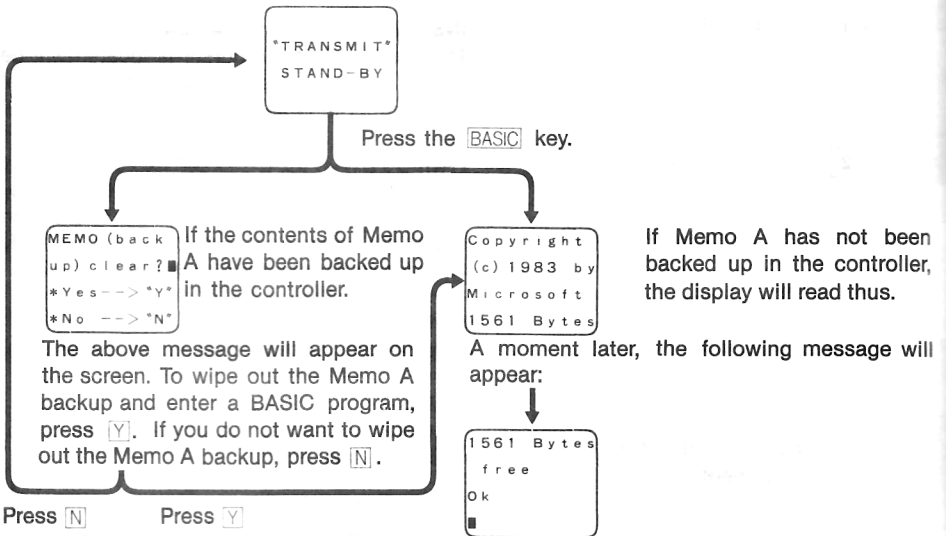 "TRANSMIT"
STAND-BY
Press the BASIC key.
MEMO (back
up) clear?
*Yes--> "Y"
*No --> "N"
If the contents of Memo
A have been backed up
in the controller.
The above message will appear on
the screen. To wipe out the Memo A
backup and enter a BASIC program,
press Y. If you do not want to wipe
out the Memo A backup, press N.
Press N
Press Y
Copyright
(c) 1983 by
Microsoft
1561 Bytes
If Memo A has not been
backed up in the controller,
the display will read thus.
A moment later, the following message will
appear:
1561 Bytes
free
Ok